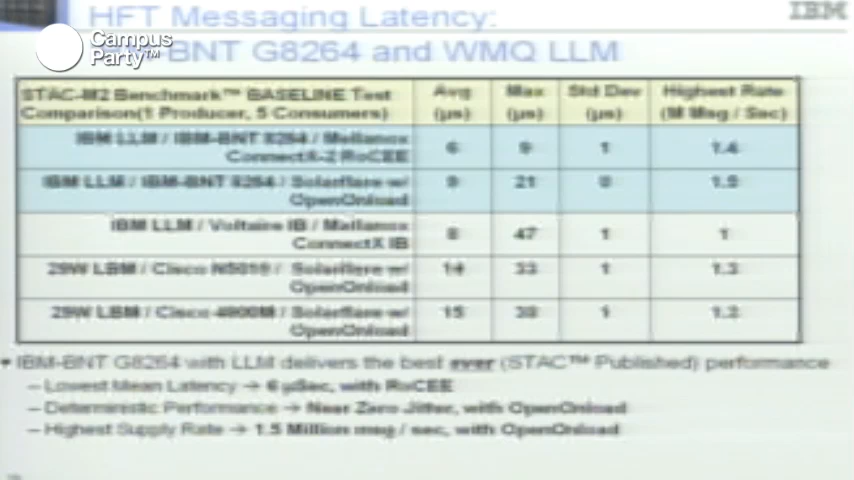 HFT Messaging Latency:
IBM
Campus
Party™
BNT G8264 and WMQ LLM
STAC-M2 Benchmark™ BASELINE Test
Comparison(1 Producer, 5 Consumers)
Avg
(µs)
Max
(µs)
Std Dev
(µs)
Highest Rate
(M Msg / Sec)
IBM LLM / IBM-BNT 8264 / Mellanox
ConnectX-2 RoCEE
6
9
1
1.4
IBM LLM / IBM-BNT 8264 / Solarflare w/
OpenOnload
9
21
0
1.5
IBM LLM / Voltaire IB / Mellanox
ConnectX IB
8
47
1
1
29W LBM / Cisco N5010 / Solarflare w/
OpenOnload
14
33
1
1.3
29W LBM / Cisco 4900M / Solarflare w/
OpenOnload
15
1
IBM-BNT G8264 with LLM delivers the best ever (STAC™ Published) performance
– Lowest Mean Latency → 6 µSec, with RoCEE
– Deterministic Performance → Near Zero Jitter, with OpenOnload
– Highest Supply Rate → 1.5 Million msg / sec, with OpenOnload